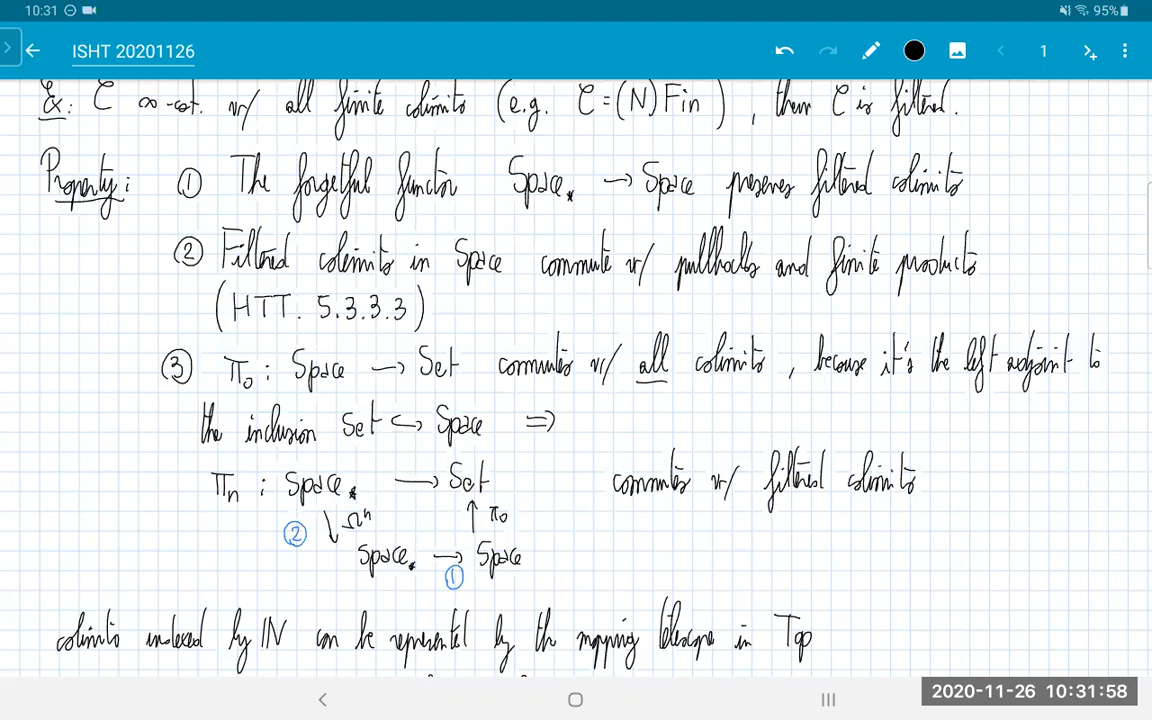 10:31
95%
ISHT 20201126
1
Ex: C ∞-cat. w/ all finite colimits (e.g. C = (N)Fin), then C is filtered.
Property: ① The forgetful functor Space* → Space preserves filtered colimits
② Filtered colimits in Space commute w/ pullbacks and finite products
(HTT. 5.3.3.3)
③ π₀ : Space → Set commutes w/ all colimits, because it's the left adjoint to
the inclusion Set ↪ Space ⇒
πn : Space* → Set commutes w/ filtered colimits
② ↓ Ωⁿ ↑ π₀
Space* → Space
①
colimits indexed by IN can be represented by the mapping telescope in Top
2020-11-26 10:31:58